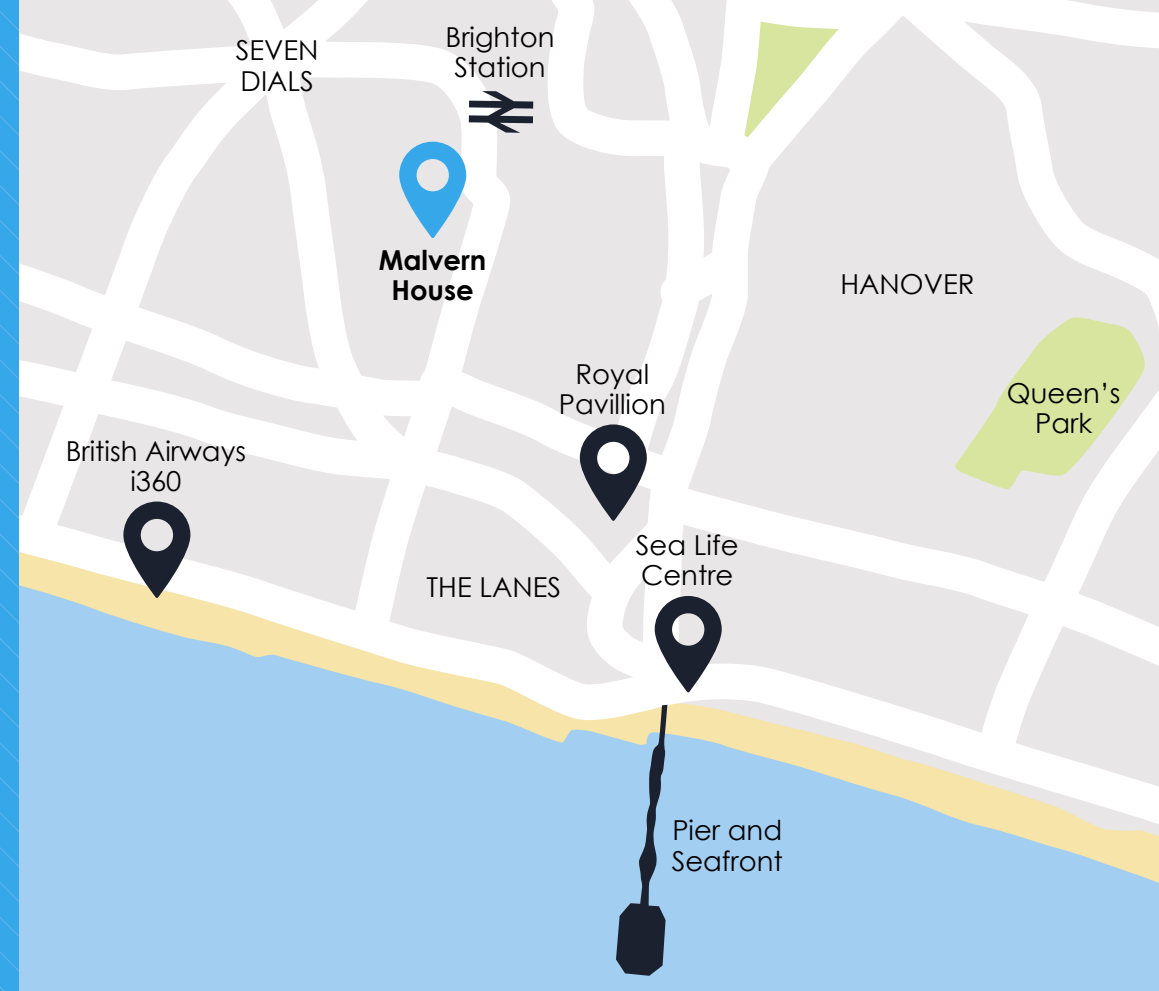 SEVEN
DIALS
Brighton
Station
Malvern
House
HANOVER
Royal
Pavillion
Queen's
Park
British Airways
i360
Sea Life
Centre
THE LANES
Pier and
Seafront